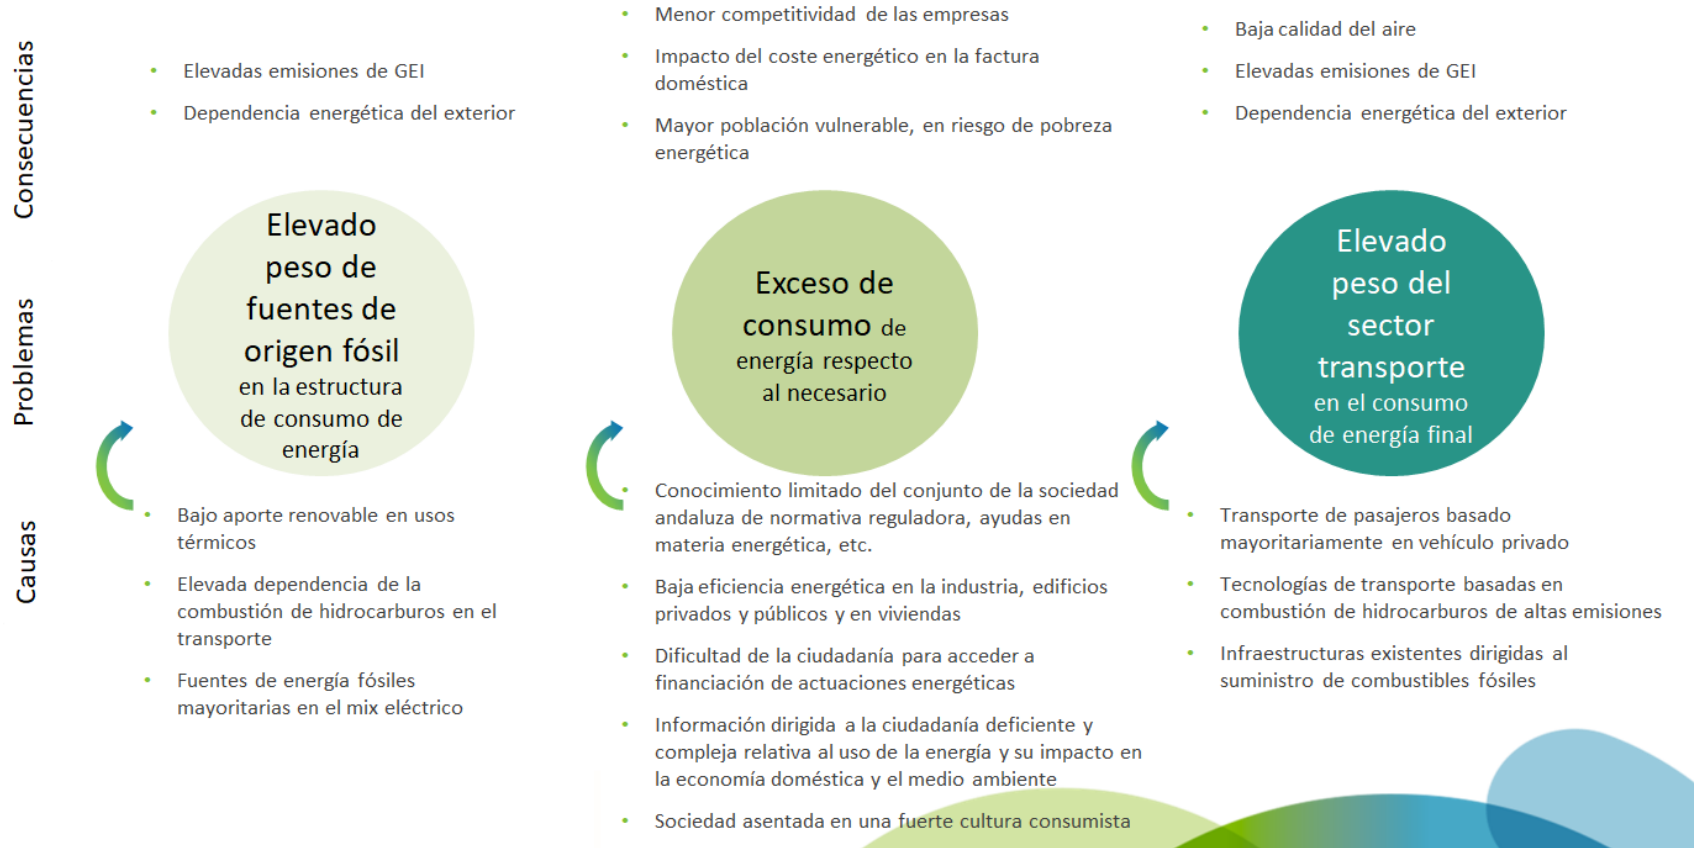 Consecuencias
• Elevadas emisiones de GEI
• Dependencia energética del exterior
• Menor competitividad de las empresas
• Impacto del coste energético en la factura
doméstica
• Mayor población vulnerable, en riesgo de pobreza
energética
• Baja calidad del aire
• Elevadas emisiones de GEI
• Dependencia energética del exterior
Problemas
Elevado
peso de
fuentes de
origen fósil
en la estructura
de consumo de
energía
Exceso de
consumo de
energía respecto
al necesario
Elevado
peso del
sector
transporte
en el consumo
de energía final
Causas
• Bajo aporte renovable en usos
térmicos
• Elevada dependencia de la
combustión de hidrocarburos en el
transporte
• Fuentes de energía fósiles
mayoritarias en el mix eléctrico
• Conocimiento limitado del conjunto de la sociedad
andaluza de normativa reguladora, ayudas en
materia energética, etc.
• Baja eficiencia energética en la industria, edificios
privados y públicos y en viviendas
• Dificultad de la ciudadanía para acceder a
financiación de actuaciones energéticas
• Información dirigida a la ciudadanía deficiente y
compleja relativa al uso de la energía y su impacto en
la economía doméstica y el medio ambiente
• Sociedad asentada en una fuerte cultura consumista
• Transporte de pasajeros basado
mayoritariamente en vehículo privado
• Tecnologías de transporte basadas en
combustión de hidrocarburos de altas emisiones
• Infraestructuras existentes dirigidas al
suministro de combustibles fósiles